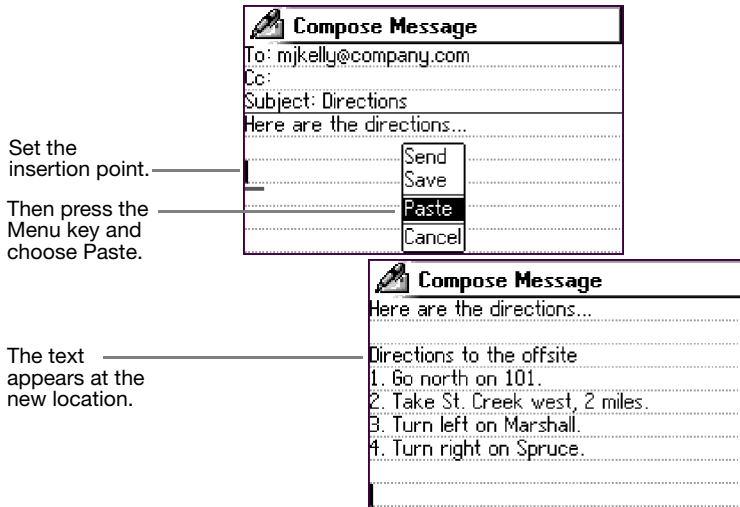 Compose Message
To: mjkelly@company.com
Cc:
Subject: Directions
Here are the directions...
Set the
insertion point.
Send
Save
Then press the
Menu key and
choose Paste.
Paste
Cancel
Compose Message
Here are the directions...
The text
appears at the
new location.
Directions to the offsite
1. Go north on 101.
2. Take St. Creek west, 2 miles.
3. Turn left on Marshall.
4. Turn right on Spruce.